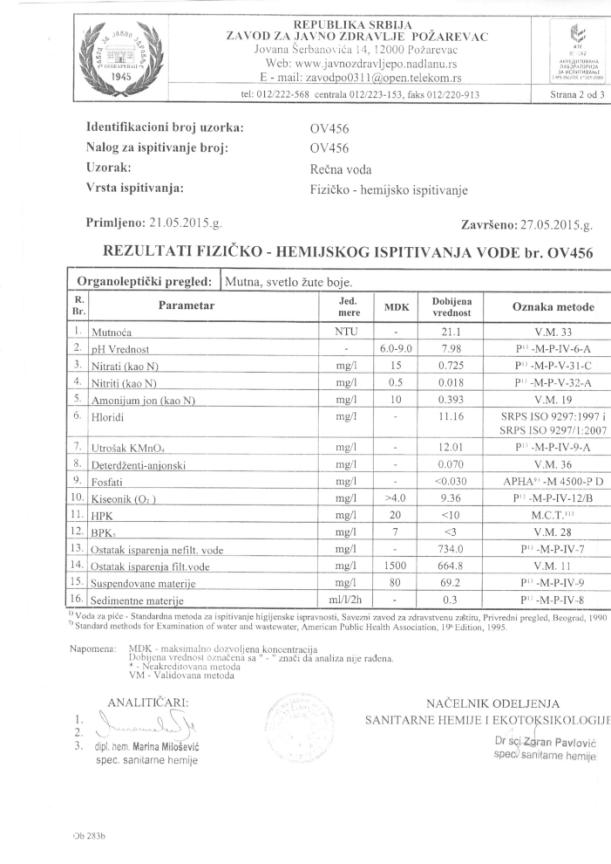 REPUBLIKA SRBIJA
ZAVOD ZA JAVNO ZDRAVLJE POŽAREVAC
Jovana Šerbanovića 14, 12000 Požarevac
Web: www.javnozdravljepo.nadlanu.rs
E - mail: zavodpo0311@open.telekom.rs
tel: 012/222-568 centrala 012/223-153, faks 012/220-913
Strana 2 od 3
1945
Identifikacioni broj uzorka: OV456
Nalog za ispitivanje broj: OV456
Uzorak: Rečna voda
Vrsta ispitivanja: Fizičko - hemijsko ispitivanje
Primljeno: 21.05.2015.g. Završeno: 27.05.2015.g.
REZULTATI FIZIČKO - HEMIJSKOG ISPITIVANJA VODE br. OV456
Organoleptički pregled: Mutna, svetlo žute boje.
R. Br. Parametar Jed. mere MDK Dobijena vrednost Oznaka metode
1. Mutnoća NTU - 21.1 V.M. 33
2. pH Vrednost - 6.0-9.0 7.98 P¹⁾ -M-P-IV-6-A
3. Nitrati (kao N) mg/l 15 0.725 P¹⁾ -M-P-V-31-C
4. Nitriti (kao N) mg/l 0.5 0.018 P¹⁾ -M-P-V-32-A
5. Amonijum jon (kao N) mg/l 10 0.393 V.M. 19
6. Hloridi mg/l - 11.16 SRPS ISO 9297:1997 i
SRPS ISO 9297/1:2007
7. Utrošak KMnO₄ mg/l - 12.01 P¹⁾ -M-P-IV-9-A
8. Deterdženti-anjonski mg/l - 0.070 V.M. 36
9. Fosfati mg/l - <0.030 APHA⁹⁾ -M 4500-P D
10. Kiseonik (O₂ ) mg/l >4.0 9.36 P¹⁾ -M-P-IV-12/B
11. HPK mg/l 20 <10 M.C.T.¹¹⁾
12. BPK₅ mg/l 7 <3 V.M. 28
13. Ostatak isparenja nefilt. vode mg/l - 734.0 P¹⁾ -M-P-IV-7
14. Ostatak isparenja filt.vode mg/l 1500 664.8 V.M. 11
15. Suspendovane materije mg/l 80 69.2 P¹⁾ -M-P-IV-9
16. Sedimentne materije ml/l/2h 0.3 P¹⁾ -M-P-IV-8
¹⁾ Voda za piće - Standardna metoda za ispitivanje higijenske ispravnosti, Savezni zavod za zdravstvenu zaštitu, Privredni pregled, Beograd, 1990
⁹⁾ Standard methods for Examination of water and wastewater, American Public Health Association, 19ᵗʰ Edition, 1995.
Napomena: MDK - maksimalno dozvoljena koncentracija
Dobijena vrednost označena sa " - " znači da analiza nije rađena.
* - Neakreditovana metoda
VM - Validovana metoda
ANALITIČARI:
1.
2.
3. dipl. hem. Marina Milošević
spec. sanitarne hemije
NAČELNIK ODELJENJA
SANITARNE HEMIJE I EKOTOKSIKOLOGIJE
Dr sci Zoran Pavlović
spec. sanitarne hemije
Ob 283b